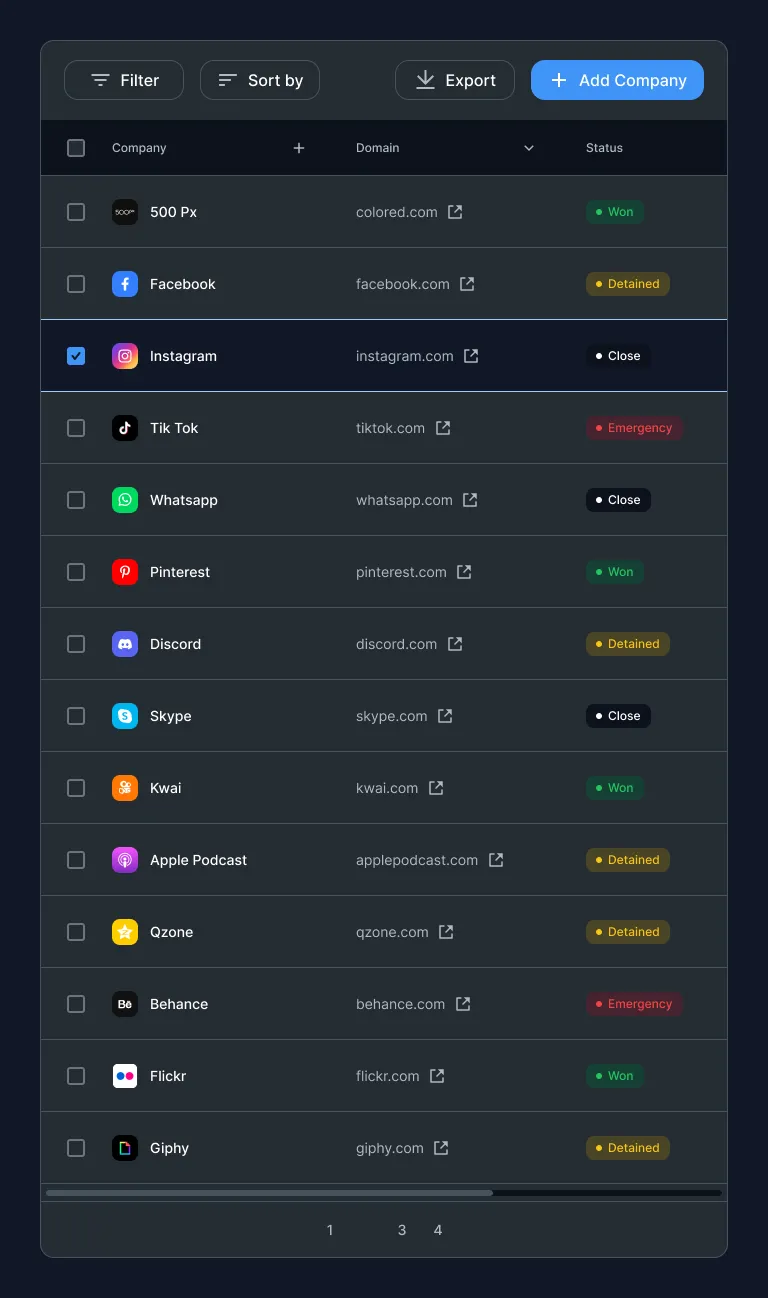 Filter Sort by Export Add Company
Company Domain Status
500 Px colored.com Won
Facebook facebook.com Detained
Instagram instagram.com Close
Tik Tok tiktok.com Emergency
Whatsapp whatsapp.com Close
Pinterest pinterest.com Won
Discord discord.com Detained
Skype skype.com Close
Kwai kwai.com Won
Apple Podcast applepodcast.com Detained
Qzone qzone.com Detained
Bē Behance behance.com Emergency
Flickr flickr.com Won
Giphy giphy.com Detained
1 3 4